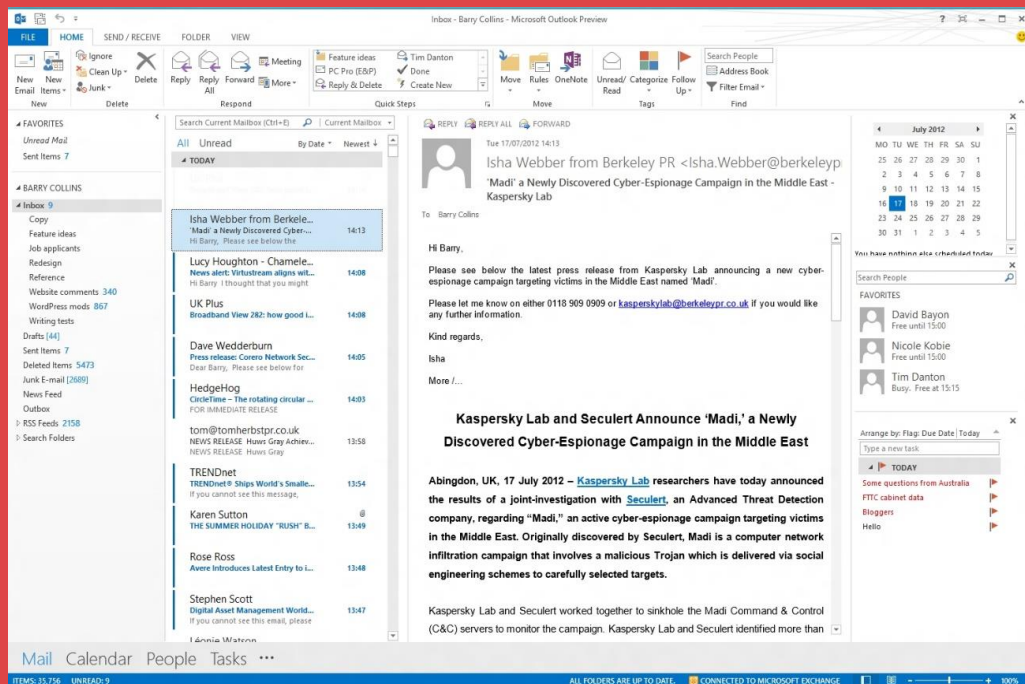 Inbox - Barry Collins - Microsoft Outlook Preview
FILE HOME SEND / RECEIVE FOLDER VIEW
New Email
New Items
Ignore
Clean Up
Junk
Delete
Reply
Reply All
Forward
Meeting
More
Feature ideas
PC Pro (E&P)
Reply & Delete
Tim Danton
Done
Create New
Move
Rules
OneNote
Unread/ Read
Categorize
Follow Up
Search People
Address Book
Filter Email
New Delete Respond Quick Steps Move Tags Find
FAVORITES
Unread Mail
Sent Items 7
BARRY COLLINS
Inbox 9
Copy
Feature ideas
Job applicants
Redesign
Reference
Website comments 340
WordPress mods 867
Writing tests
Drafts [44]
Sent Items 7
Deleted Items 5473
Junk E-mail [2689]
News Feed
Outbox
RSS Feeds 2158
Search Folders
Search Current Mailbox (Ctrl+E) Current Mailbox
All Unread By Date Newest ↓
TODAY
Isha Webber from Berkele...
'Madi' a Newly Discovered Cyber-... 14:13
Hi Barry, Please see below the
Lucy Houghton - Chamele...
News alert: Virtustream aligns wit... 14:08
Hi Barry I thought that you might
UK Plus
Broadband View 282: how good i... 14:08
Dave Wedderburn
Press release: Corero Network Sec... 14:05
Dear Barry, Please see below for
HedgeHog
CircleTime – The rotating circular ... 14:03
FOR IMMEDIATE RELEASE
tom@tomherbstpr.co.uk
NEWS RELEASE Huws Gray Achiev... 13:58
NEWS RELEASE Huws Gray
TRENDnet
TRENDnet® Ships World's Smalle... 13:54
If you cannot see this message,
Karen Sutton
THE SUMMER HOLIDAY "RUSH" B... 13:49
Rose Ross
Avere Introduces Latest Entry to i... 13:48
Stephen Scott
Digital Asset Management World... 13:47
If you cannot see this email, please
Léonie Watson
REPLY REPLY ALL FORWARD
Tue 17/07/2012 14:13
Isha Webber from Berkeley PR <Isha.Webber@berkeleyp
'Madi' a Newly Discovered Cyber-Espionage Campaign in the Middle East -
Kaspersky Lab
To Barry Collins
Hi Barry,
Please see below the latest press release from Kaspersky Lab announcing a new cyber-
espionage campaign targeting victims in the Middle East named 'Madi'.
Please let me know on either 0118 909 0909 or kasperskylab@berkeleypr.co.uk if you would like
any further information.
Kind regards,
Isha
More /...
Kaspersky Lab and Seculert Announce 'Madi,' a Newly
Discovered Cyber-Espionage Campaign in the Middle East
Abingdon, UK, 17 July 2012 – Kaspersky Lab researchers have today announced
the results of a joint-investigation with Seculert, an Advanced Threat Detection
company, regarding "Madi," an active cyber-espionage campaign targeting victims
in the Middle East. Originally discovered by Seculert, Madi is a computer network
infiltration campaign that involves a malicious Trojan which is delivered via social
engineering schemes to carefully selected targets.
Kaspersky Lab and Seculert worked together to sinkhole the Madi Command & Control
(C&C) servers to monitor the campaign. Kaspersky Lab and Seculert identified more than
July 2012
MO TU WE TH FR SA SU
25 26 27 28 29 30 1
2 3 4 5 6 7 8
9 10 11 12 13 14 15
16 17 18 19 20 21 22
23 24 25 26 27 28 29
30 31 1 2 3 4 5
You have nothing else scheduled today
Search People
FAVORITES
David Bayon
Free until 15:00
Nicole Kobie
Free until 15:00
Tim Danton
Busy. Free at 15:15
Arrange by: Flag: Due Date Today
Type a new task
TODAY
Some questions from Australia
FTTC cabinet data
Bloggers
Hello
Mail Calendar People Tasks •••
ITEMS: 35,756 UNREAD: 9 ALL FOLDERS ARE UP TO DATE. CONNECTED TO MICROSOFT EXCHANGE 100%